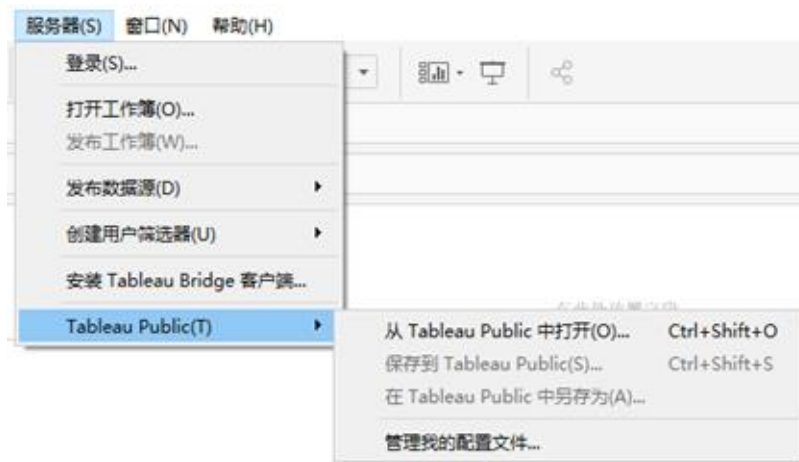 服务器(S) 窗口(N) 帮助(H)
登录(S)...
打开工作簿(O)...
发布工作簿(W)...
发布数据源(D)
创建用户筛选器(U)
安装 Tableau Bridge 客户端...
Tableau Public(T)
从 Tableau Public 中打开(O)... Ctrl+Shift+O
保存到 Tableau Public(S)... Ctrl+Shift+S
在 Tableau Public 中另存为(A)...
管理我的配置文件...